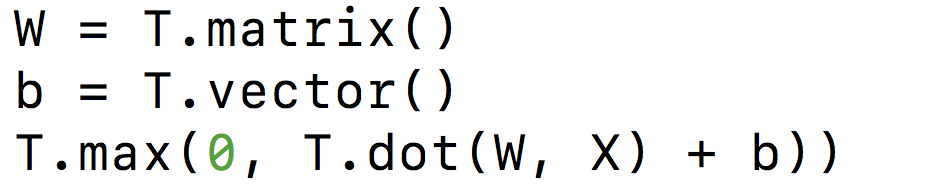 W = T.matrix()
b = T.vector()
T.max(0, T.dot(W, X) + b))